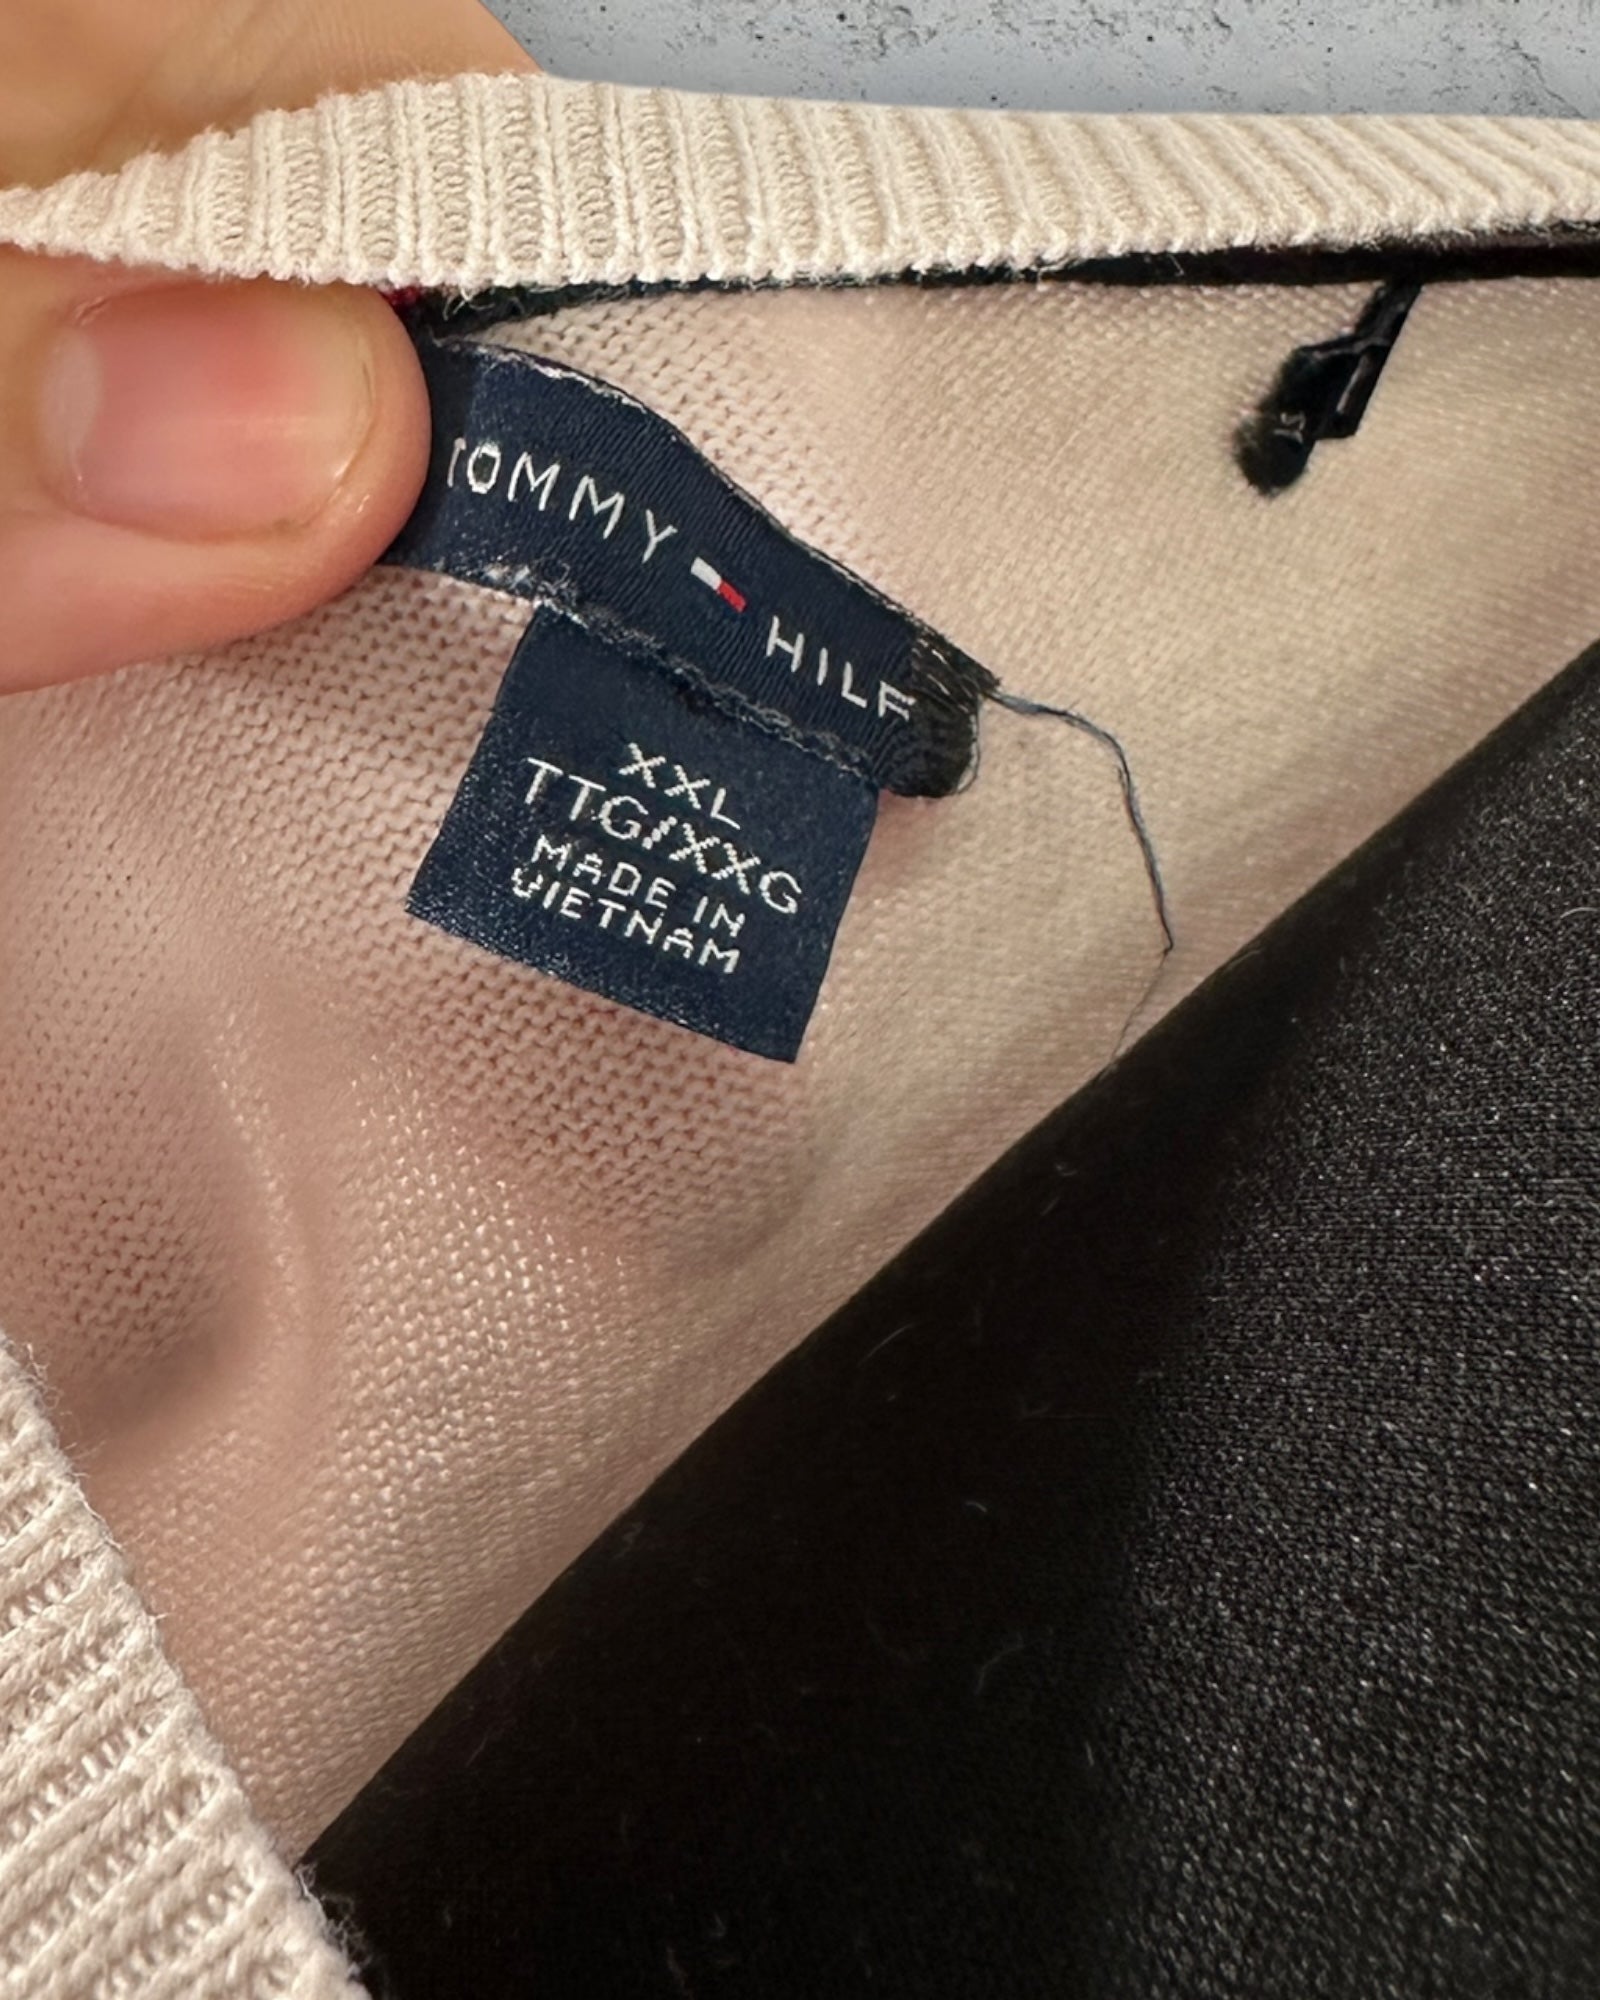 TOMMY HILF
XXL
TTG/XXG
MADE IN
VIETNAM